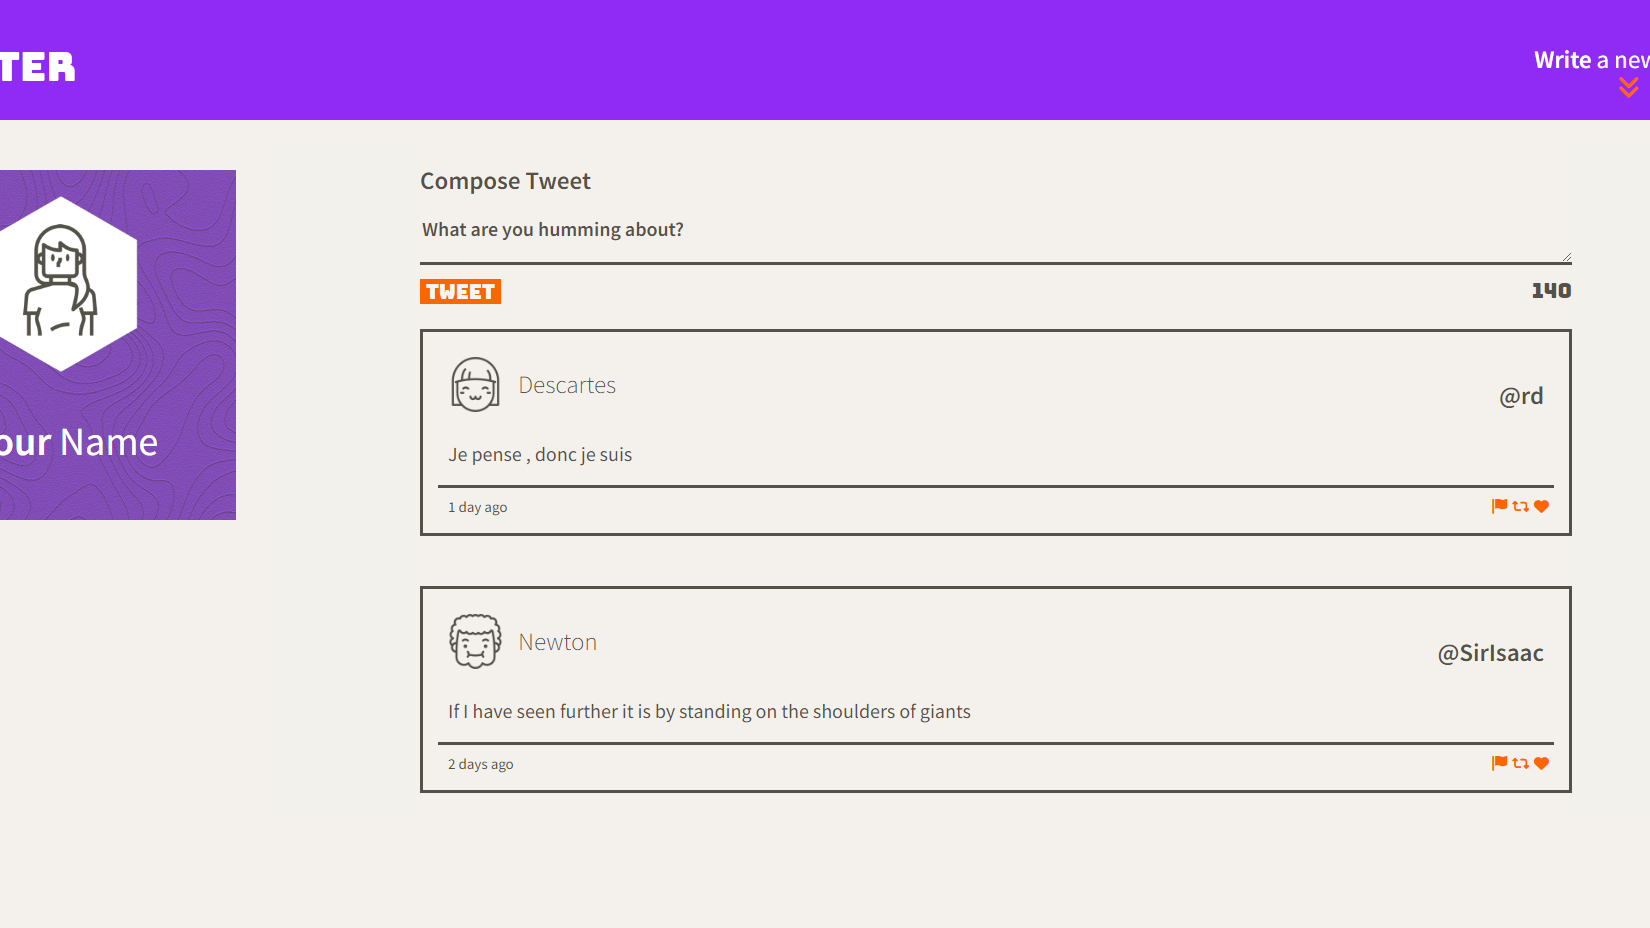 TER
Write a new
our Name
Compose Tweet
What are you humming about?
TWEET
140
Descartes
@rd
Je pense , donc je suis
1 day ago
Newton
@SirIsaac
If I have seen further it is by standing on the shoulders of giants
2 days ago